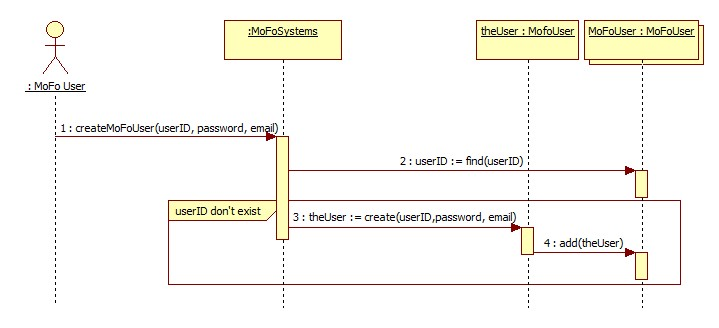 :MoFoSystems
theUser : MofoUser
MoFoUser : MoFoUser
: MoFo User
1 : createMoFoUser(userID, password, email)
2 : userID := find(userID)
userID don't exist
3 : theUser := create(userID,password, email)
4 : add(theUser)